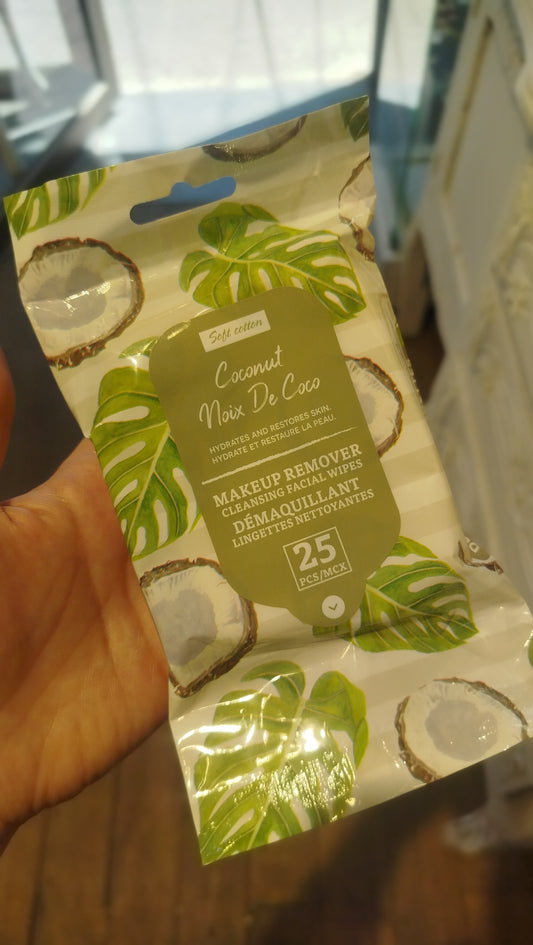 Soft cotton
Coconut
Noix De Coco
HYDRATES AND RESTORES SKIN.
HYDRATE ET RESTAURE LA PEAU.
MAKEUP REMOVER
CLEANSING FACIAL WIPES
DÉMAQUILLANT
LINGETTES NETTOYANTES
25
PCS/MCX